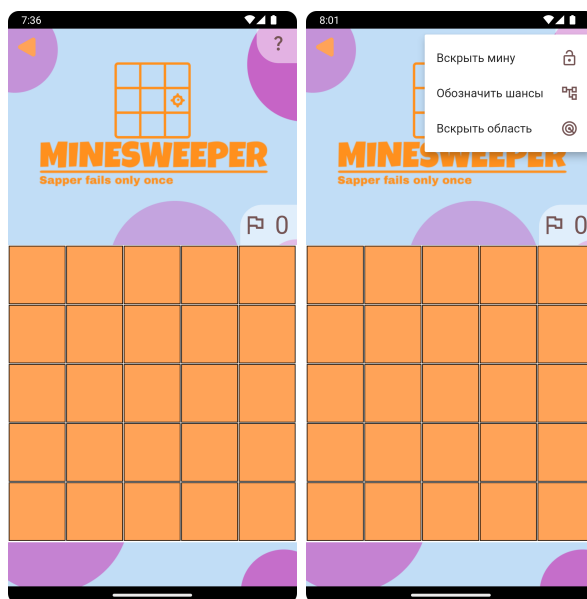 7:36
?
MINESWEEPER
Sapper fails only once
0
8:01
Вскрыть мину
Обозначить шансы
Вскрыть область
MINESWEEPER
Sapper fails only once
0